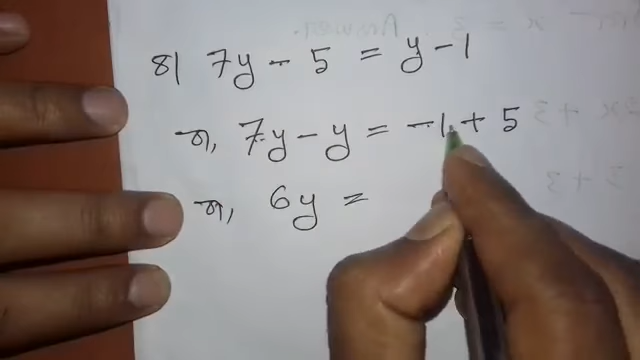 8) 7y - 5 = y - 1
বা, 7y - y = -1 + 5
বা, 6y =